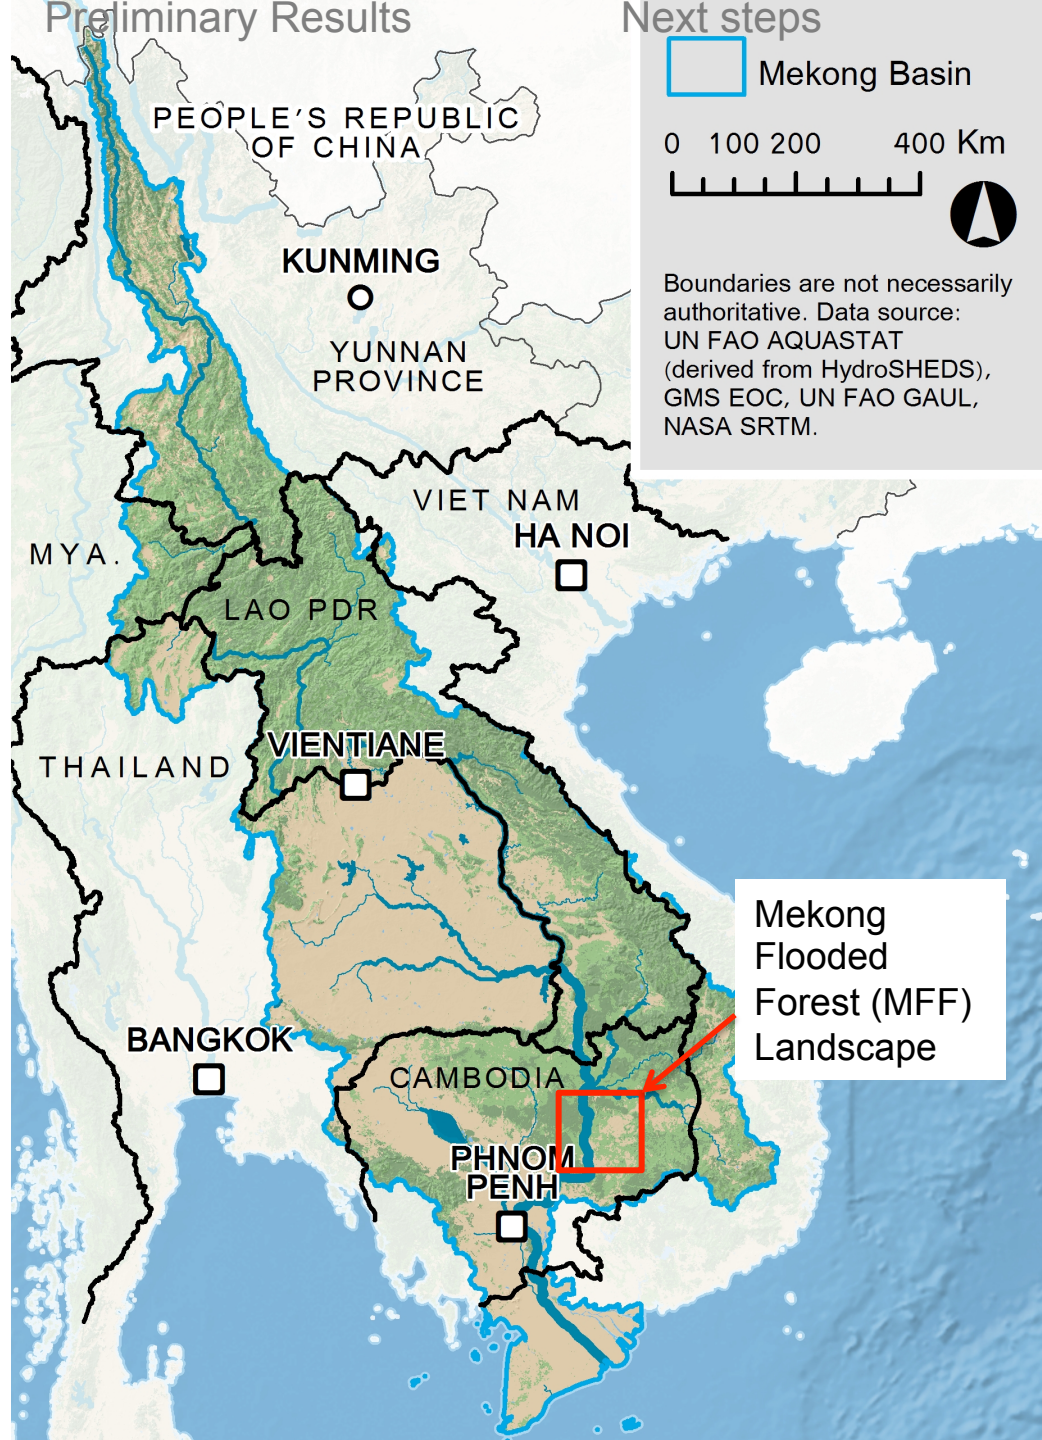 Preliminary Results
Next steps
Mekong Basin
0 100 200 400 Km
PEOPLE'S REPUBLIC
OF CHINA
KUNMING
Boundaries are not necessarily
authoritative. Data source:
UN FAO AQUASTAT
(derived from HydroSHEDS),
GMS EOC, UN FAO GAUL,
NASA SRTM.
YUNNAN
PROVINCE
VIET NAM
HA NOI
MYA.
LAO PDR
VIENTIANE
THAILAND
Mekong
Flooded
Forest (MFF)
Landscape
BANGKOK
CAMBODIA
PHNOM
PENH